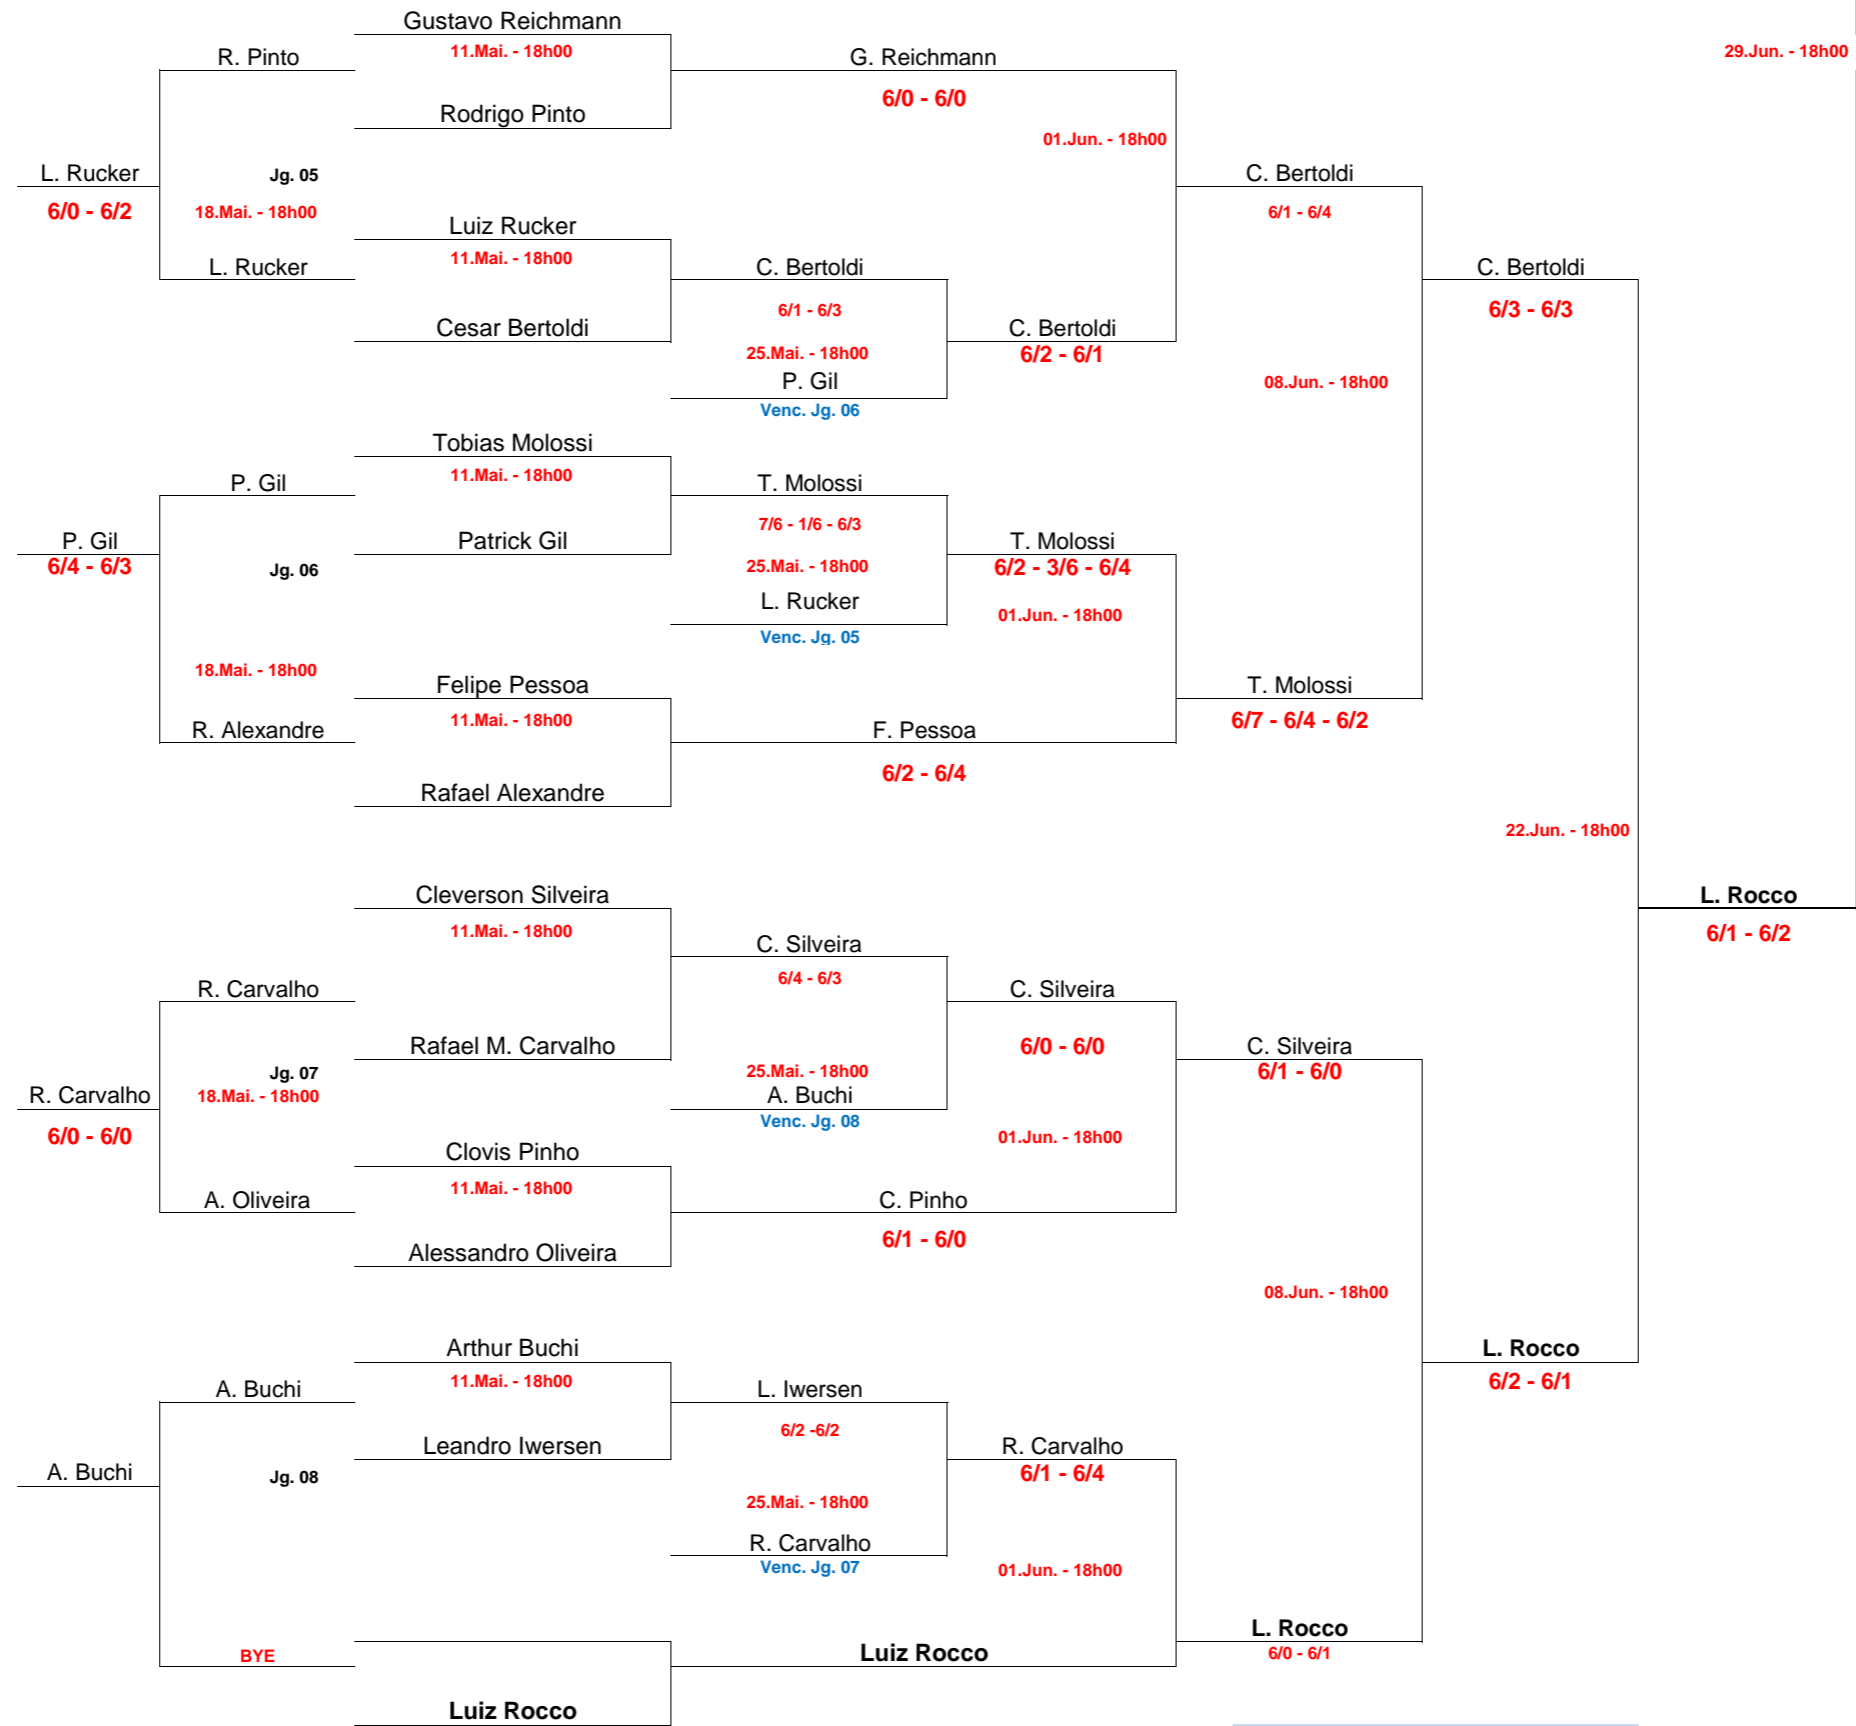 Gustavo Reichmann
R. Pinto
11.Mai. - 18h00
G. Reichmann
29.Jun. - 18h00
6/0 - 6/0
Rodrigo Pinto
01.Jun. - 18h00
L. Rucker
Jg. 05
C. Bertoldi
6/0 - 6/2
18.Mai. - 18h00
6/1 - 6/4
Luiz Rucker
L. Rucker
11.Mai. - 18h00
C. Bertoldi
C. Bertoldi
6/1 - 6/3
6/3 - 6/3
Cesar Bertoldi
C. Bertoldi
25.Mai. - 18h00
6/2 - 6/1
P. Gil
08.Jun. - 18h00
Venc. Jg. 06
Tobias Molossi
P. Gil
11.Mai. - 18h00
T. Molossi
7/6 - 1/6 - 6/3
P. Gil
Patrick Gil
T. Molossi
6/4 - 6/3
Jg. 06
25.Mai. - 18h00
6/2 - 3/6 - 6/4
L. Rucker
01.Jun. - 18h00
Venc. Jg. 05
18.Mai. - 18h00
Felipe Pessoa
T. Molossi
R. Alexandre
11.Mai. - 18h00
F. Pessoa
6/7 - 6/4 - 6/2
6/2 - 6/4
Rafael Alexandre
22.Jun. - 18h00
Cleverson Silveira
L. Rocco
11.Mai. - 18h00
C. Silveira
6/1 - 6/2
6/4 - 6/3
R. Carvalho
C. Silveira
Rafael M. Carvalho
6/0 - 6/0
C. Silveira
Jg. 07
25.Mai. - 18h00
6/1 - 6/0
R. Carvalho
18.Mai. - 18h00
A. Buchi
Venc. Jg. 08
6/0 - 6/0
01.Jun. - 18h00
Clovis Pinho
11.Mai. - 18h00
A. Oliveira
C. Pinho
6/1 - 6/0
Alessandro Oliveira
08.Jun. - 18h00
Arthur Buchi
L. Rocco
A. Buchi
11.Mai. - 18h00
L. Iwersen
6/2 - 6/1
6/2 -6/2
Leandro Iwersen
R. Carvalho
A. Buchi
Jg. 08
6/1 - 6/4
25.Mai. - 18h00
R. Carvalho
Venc. Jg. 07
01.Jun. - 18h00
L. Rocco
BYE
Luiz Rocco
6/0 - 6/1
Luiz Rocco